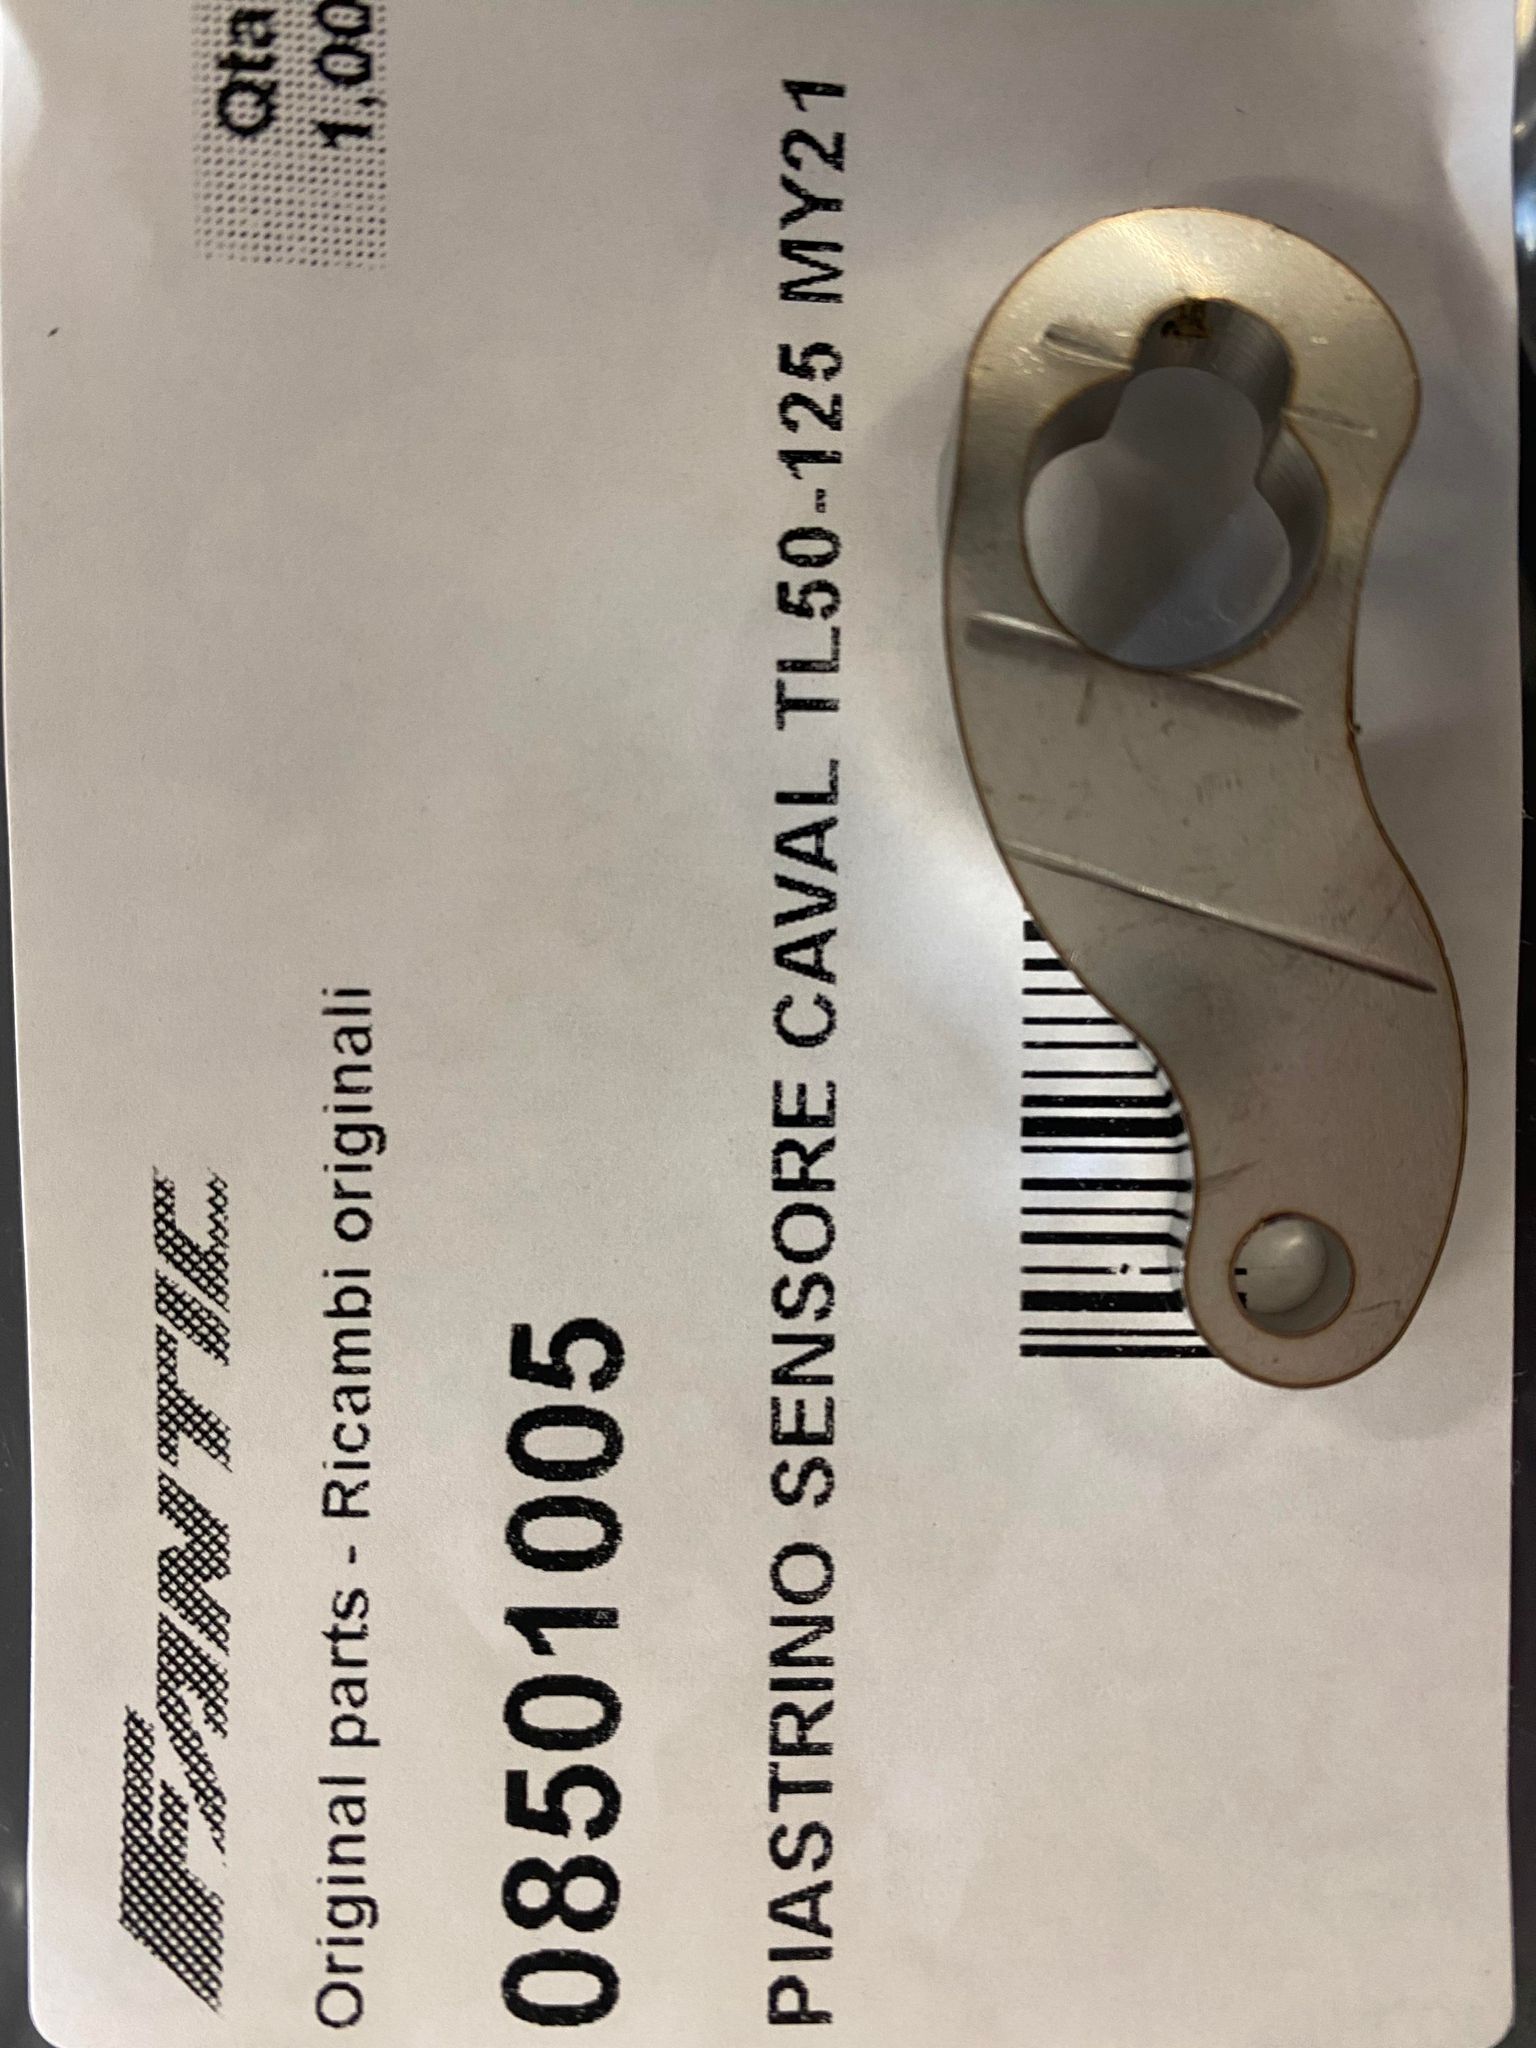 FANTIC
Qta
Original parts - Ricambi originali
1,00
08501005
PIASTRINO SENSORE CAVAL TL50-125 MY21